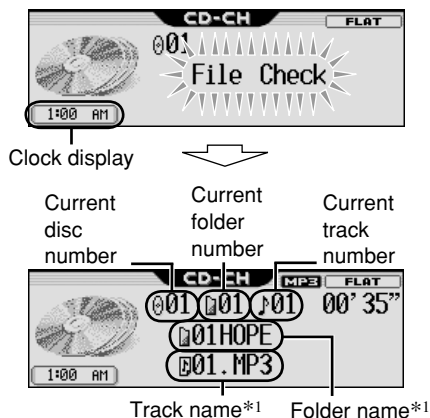 CD-CH FLAT
01
File Check
1:00 AM
Clock display
Current disc number
Current folder number
Current track number
CD-CH MP3 FLAT
01 01 01 00'35"
01HOPE
01.MP3
1:00 AM
Track name*1 Folder name*1